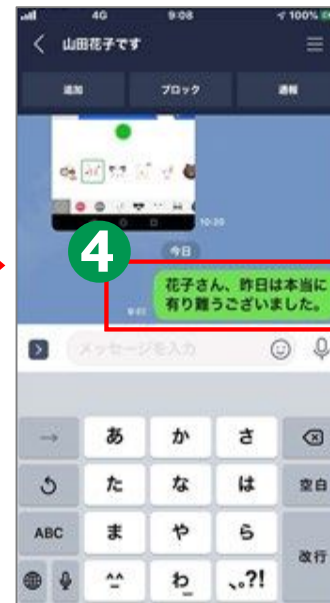 4G 9:08 100%
山田花子です
追加 ブロック 通報
10:20
今日
4
花子さん、昨日は本当に
有り難うございました。
メッセージを入力
→ あ か さ
た な は 空白
ABC ま や ら
改行
^^ わ 、。?!